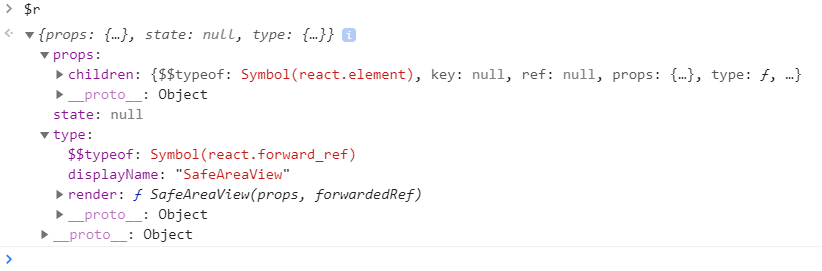 $r
{props: {…}, state: null, type: {…}} i
props:
children: {$$typeof: Symbol(react.element), key: null, ref: null, props: {…}, type: ƒ, …}
__proto__: Object
state: null
type:
$$typeof: Symbol(react.forward_ref)
displayName: "SafeAreaView"
render: ƒ SafeAreaView(props, forwardedRef)
__proto__: Object
__proto__: Object